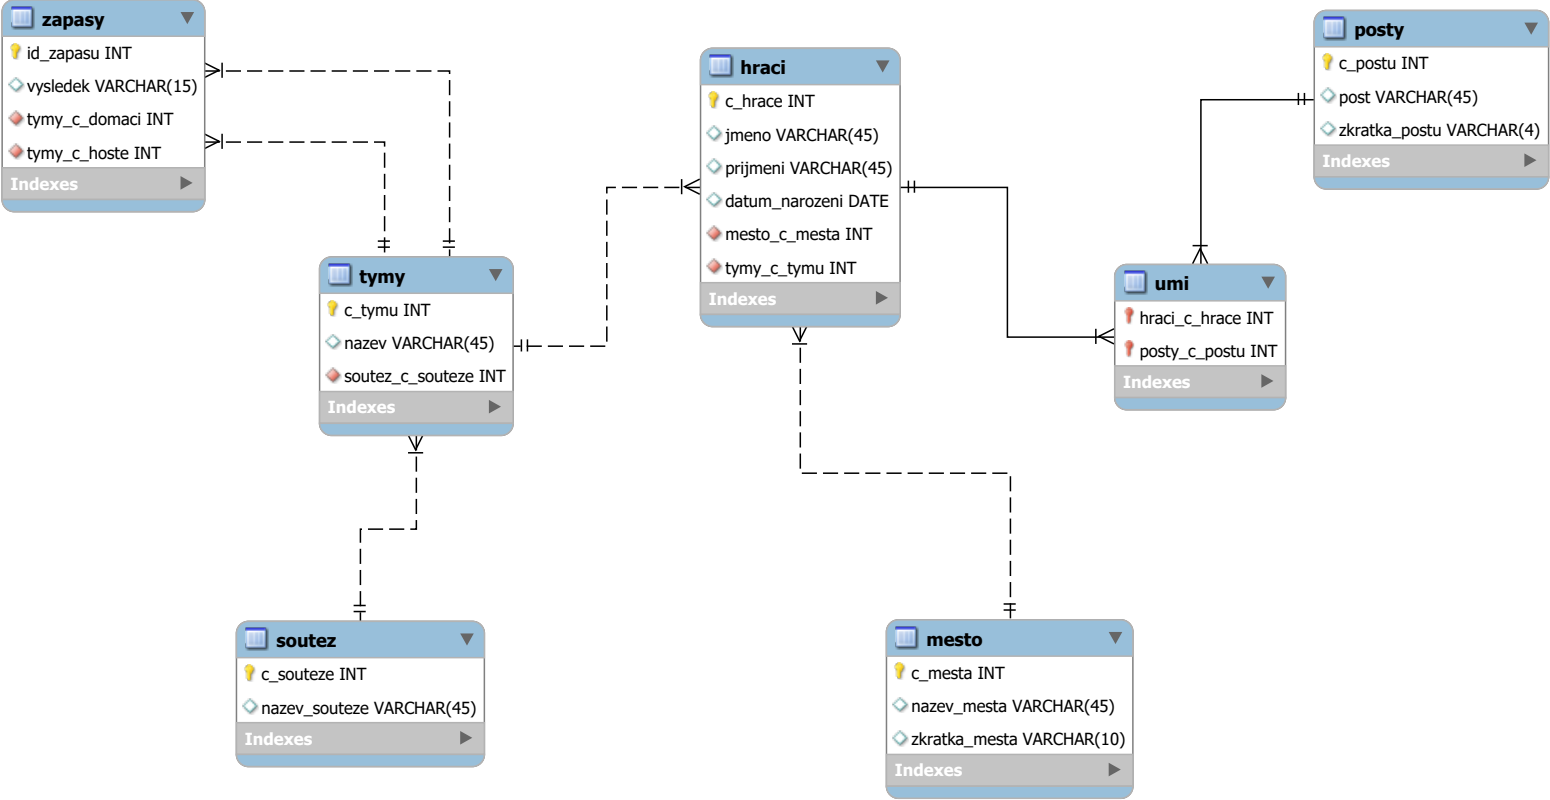 zapasy
id_zapasu INT
vysledek VARCHAR(15)
tymy_c_domaci INT
tymy_c_hoste INT
Indexes
tymy
c_tymu INT
nazev VARCHAR(45)
soutez_c_souteze INT
Indexes
soutez
c_souteze INT
nazev_souteze VARCHAR(45)
Indexes
hraci
c_hrace INT
jmeno VARCHAR(45)
prijmeni VARCHAR(45)
datum_narozeni DATE
mesto_c_mesta INT
tymy_c_tymu INT
Indexes
mesto
c_mesta INT
nazev_mesta VARCHAR(45)
zkratka_mesta VARCHAR(10)
Indexes
posty
c_postu INT
post VARCHAR(45)
zkratka_postu VARCHAR(4)
Indexes
umi
hraci_c_hrace INT
posty_c_postu INT
Indexes